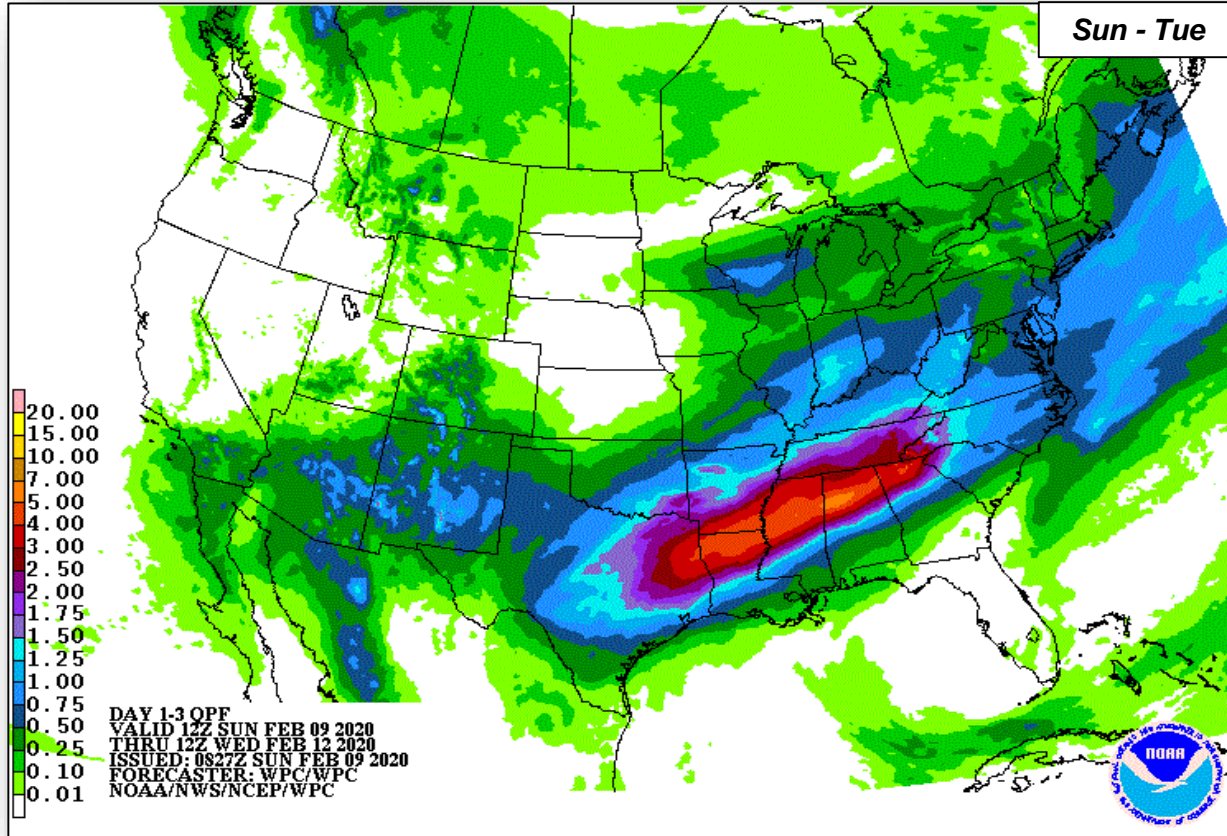 Sun - Tue
20.00
15.00
10.00
7.00
5.00
4.00
3.00
2.50
2.00
1.75
1.50
1.25
1.00
0.75
0.50
0.25
0.10
0.01
DAY 1-3 QPF
VALID 12Z SUN FEB 09 2020
THRU 12Z WED FEB 12 2020
ISSUED: 0827Z SUN FEB 09 2020
FORECASTER: WPC/WPC
NOAA/NWS/NCEP/WPC
NOAA